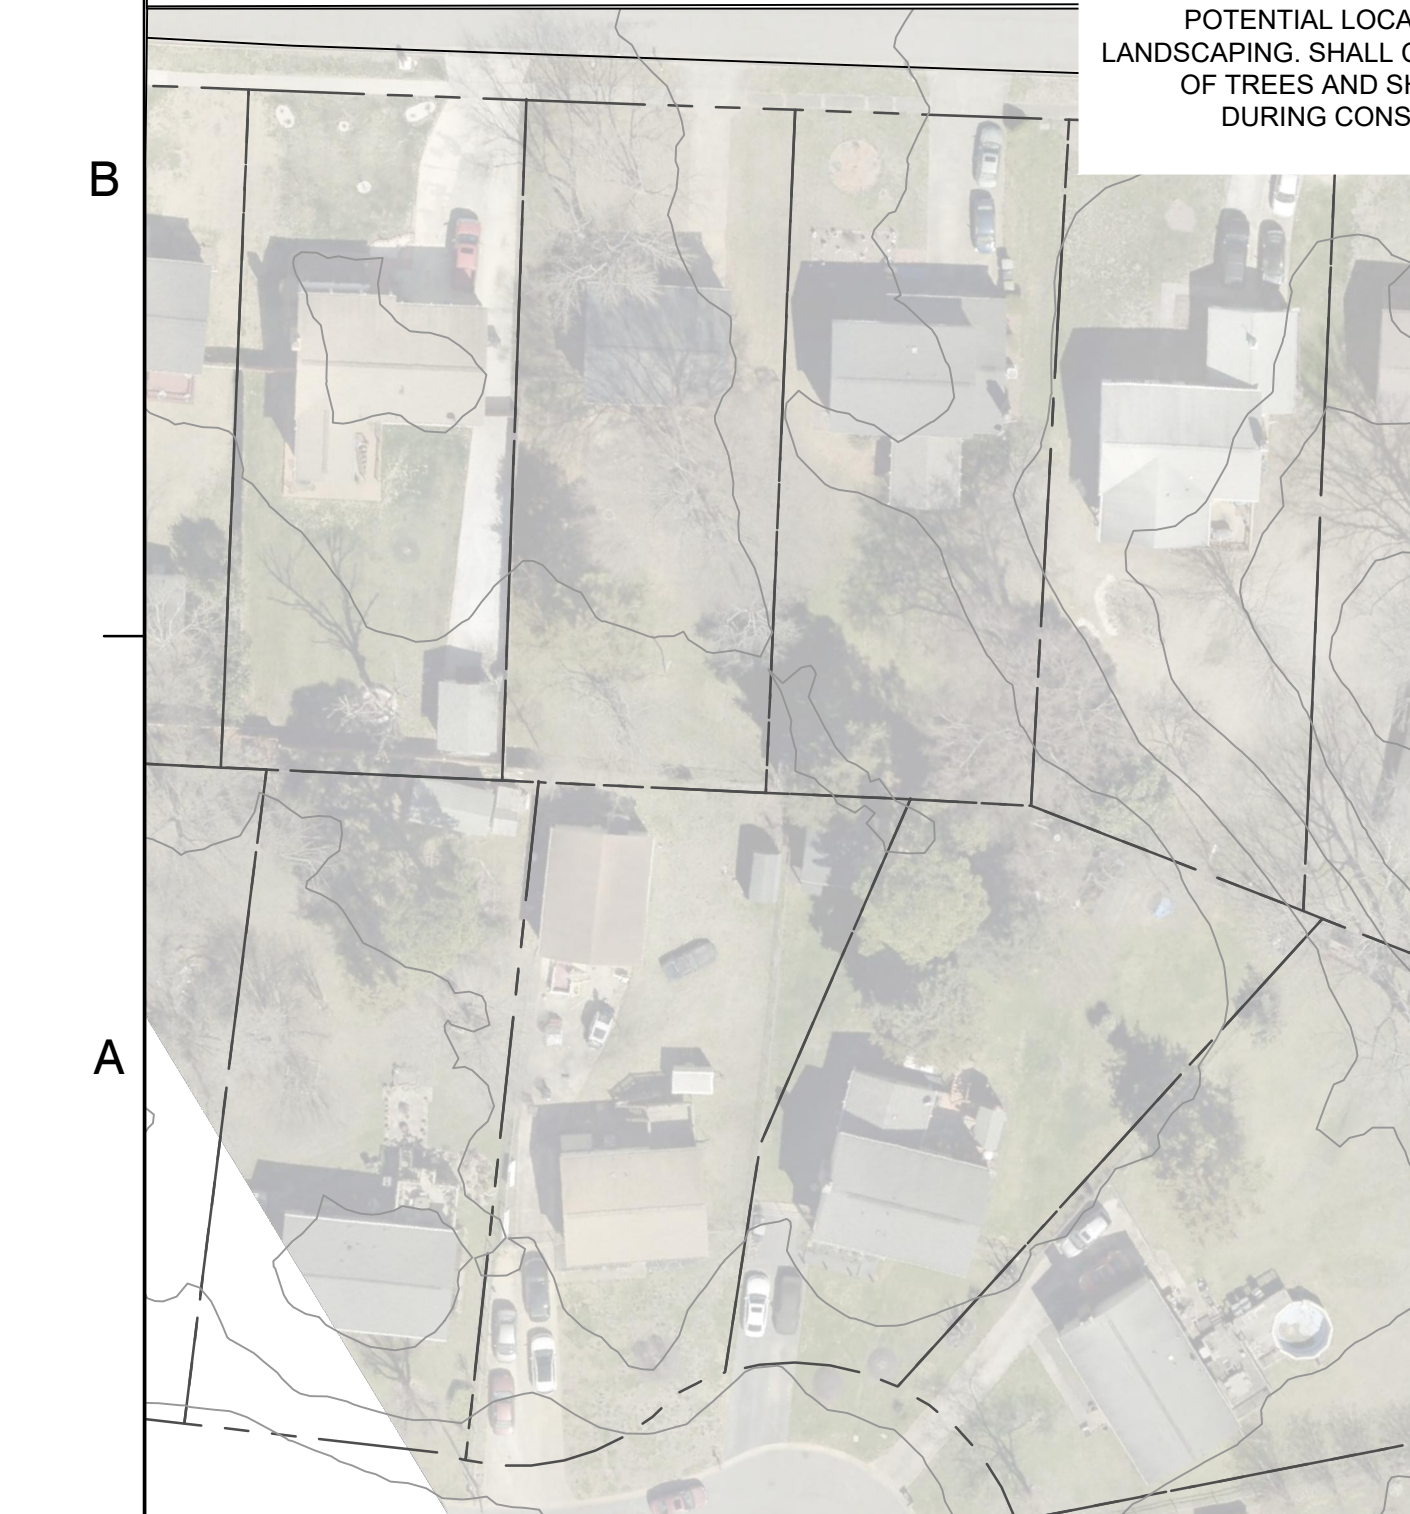 POTENTIAL LOCA
LANDSCAPING. SHALL
OF TREES AND SH
DURING CONS
B
A